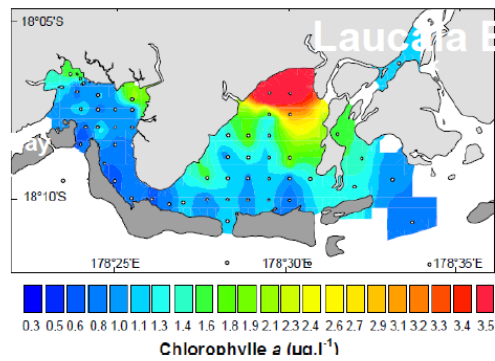 18°05'S
Laucala B
ay
18°10'S
178°25'E 178°30'E 178°35'E
0.3 0.5 0.6 0.8 1.0 1.1 1.3 1.4 1.6 1.8 1.9 2.1 2.3 2.4 2.6 2.7 2.9 3.1 3.2 3.3 3.4 3.5
Chlorophylle a (µg.l⁻¹)